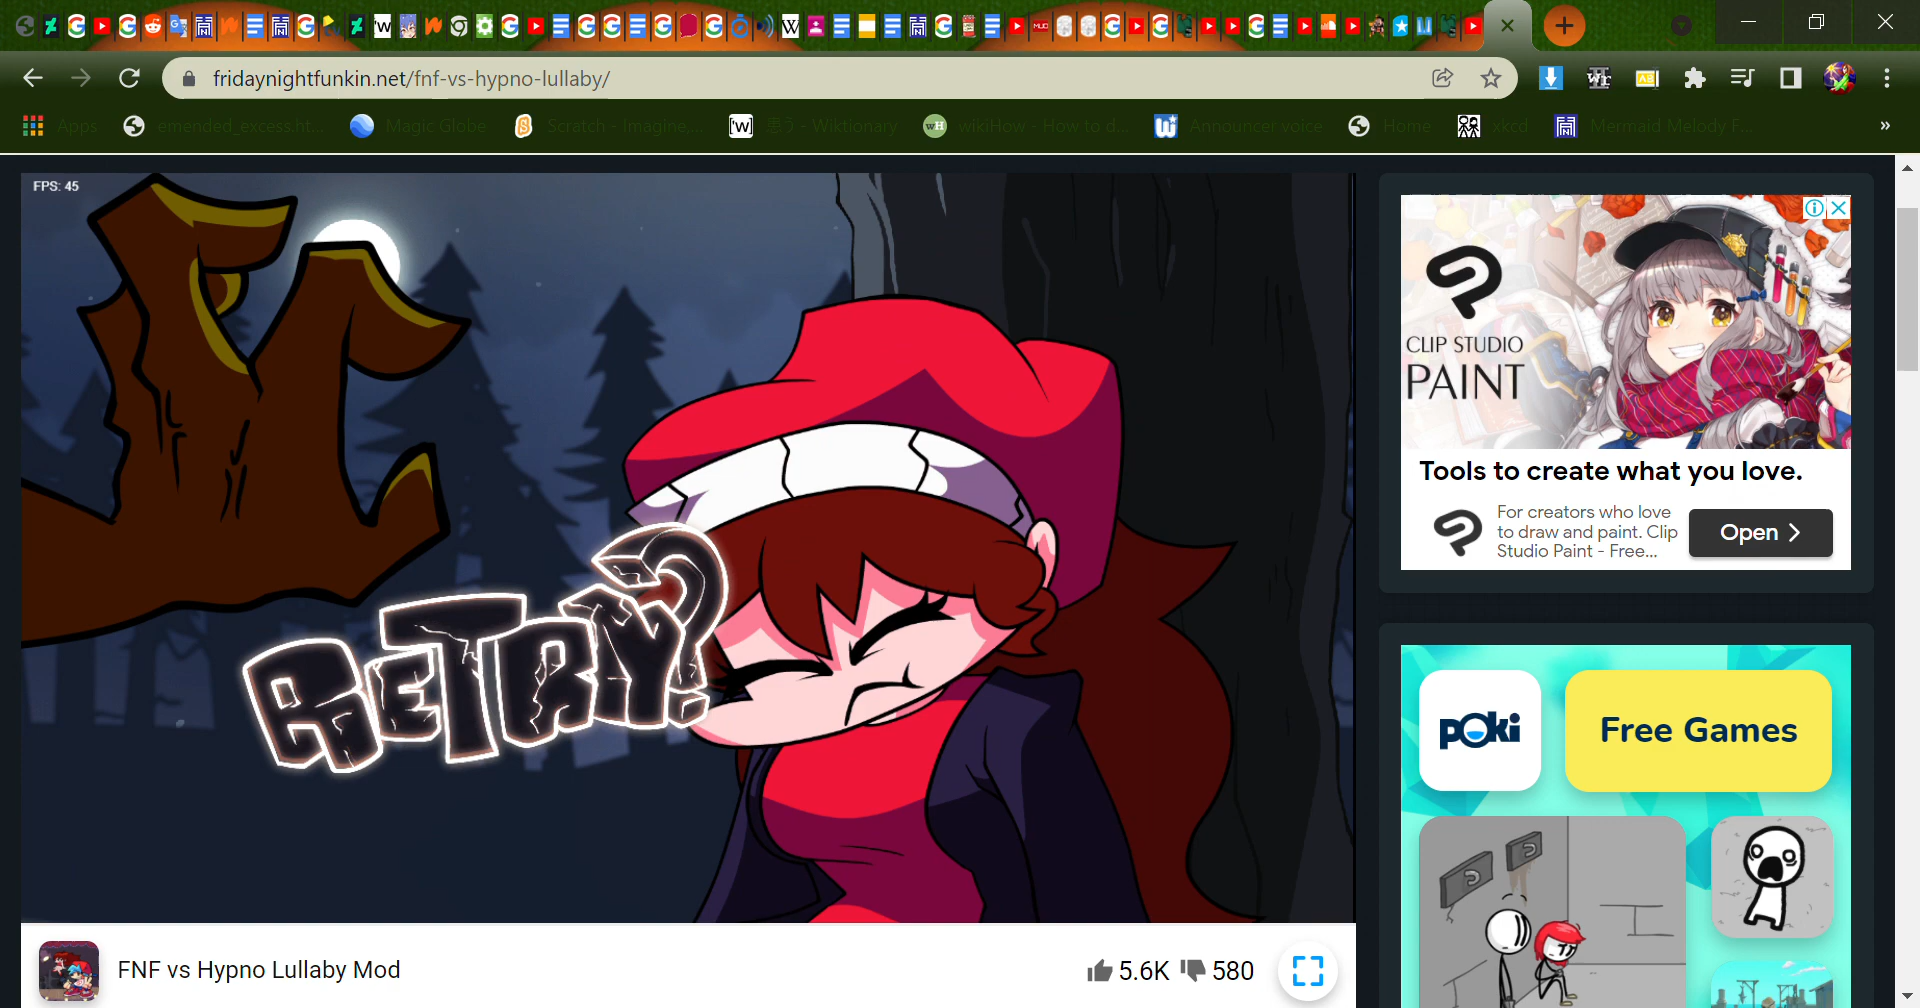 fridaynightfunkin.net/fnf-vs-hypno-lullaby/
Apps
emended_access.ht...
Magic Globe
Scratch - Imagine,...
Wiktionary
wikiHow - How to d...
Announcer voice
Home
xkcd
Mermaid Melody F...
»
FPS: 45
RETRY?
CLIP STUDIO
PAINT
Tools to create what you love.
For creators who love
to draw and paint. Clip
Studio Paint - Free...
Open
poki
Free Games
FNF vs Hypno Lullaby Mod
5.6K
580